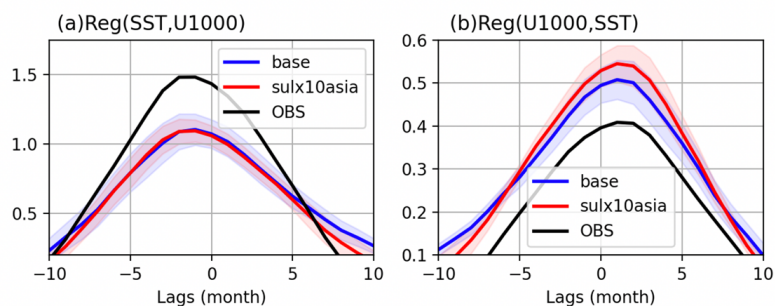 (a)Reg(SST,U1000)
1.5
1.0
0.5
−10 −5 0 5 10
Lags (month)
base
sulx10asia
OBS
(b)Reg(U1000,SST)
0.6
0.5
0.4
0.3
0.2
0.1
−10 −5 0 5 10
Lags (month)
base
sulx10asia
OBS